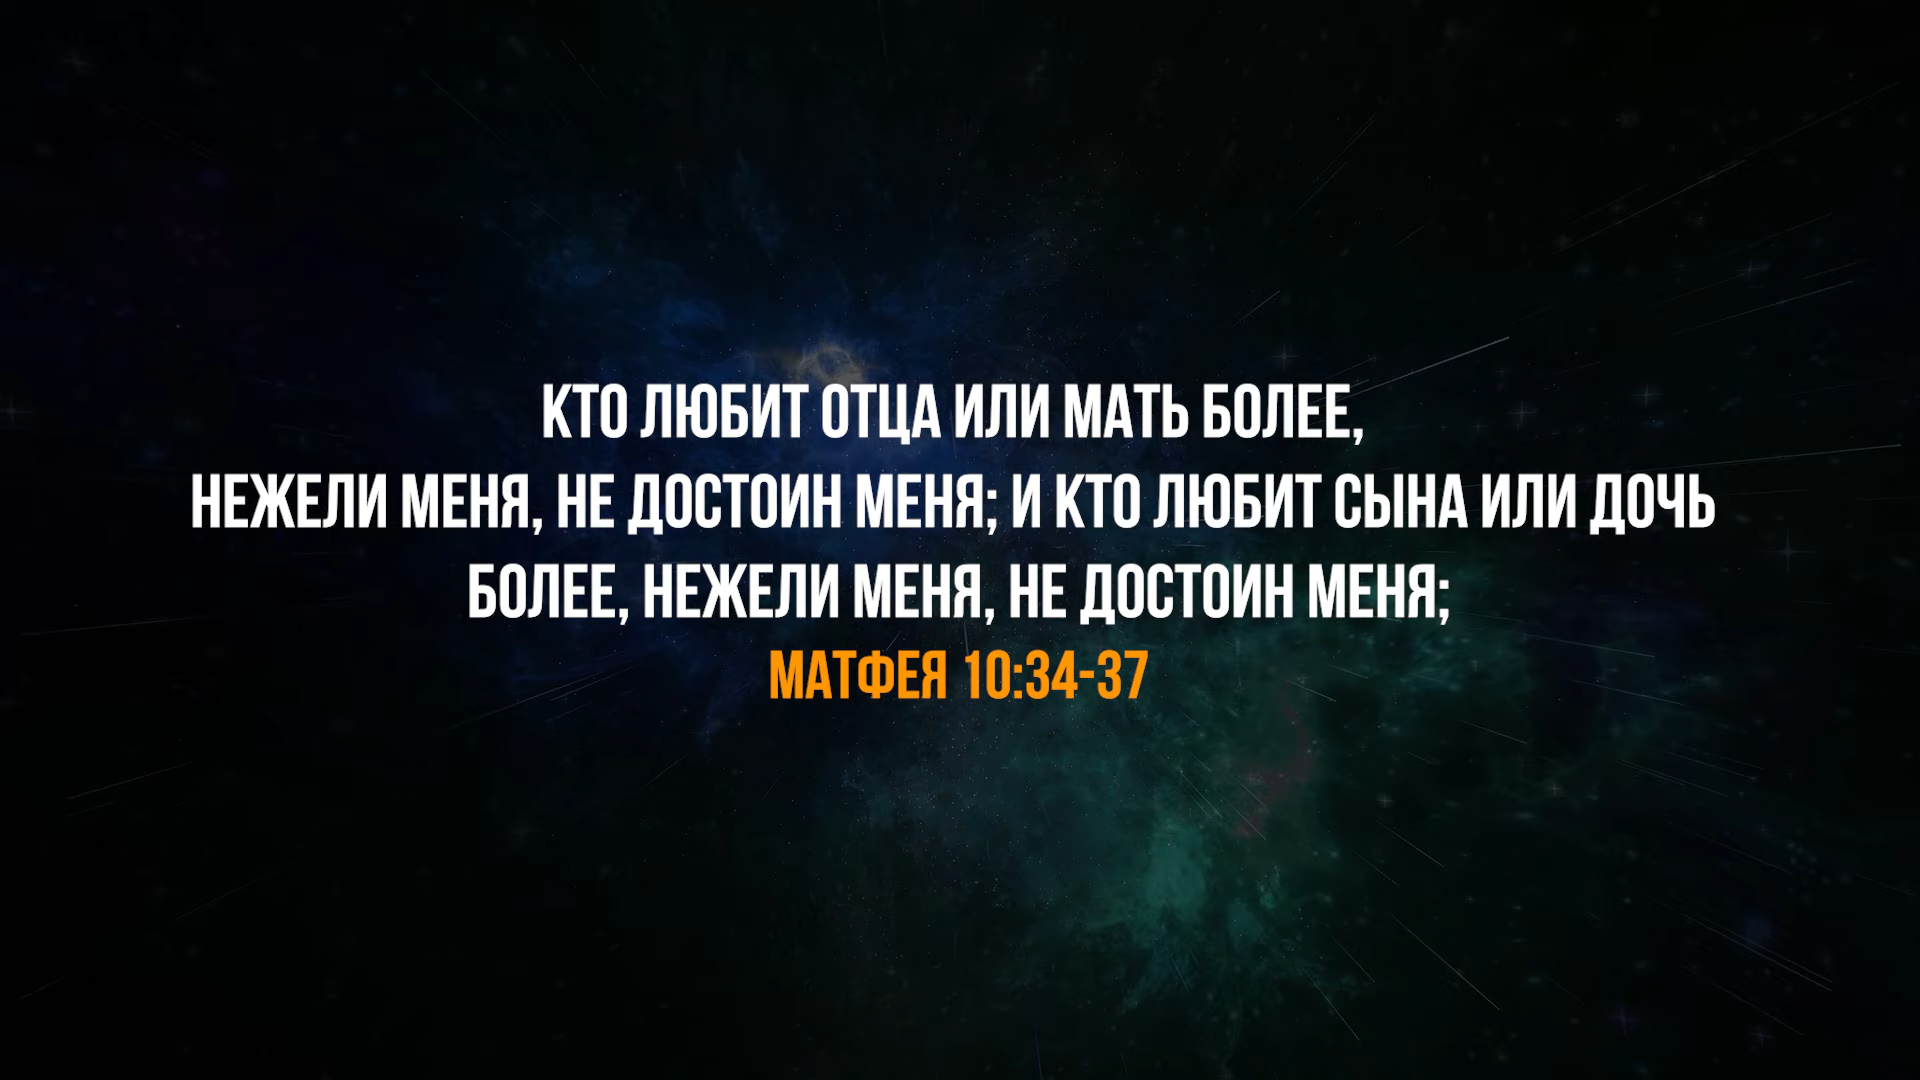 КТО ЛЮБИТ ОТЦА ИЛИ МАТЬ БОЛЕЕ,
НЕЖЕЛИ МЕНЯ, НЕ ДОСТОИН МЕНЯ; И КТО ЛЮБИТ СЫНА ИЛИ ДОЧЬ
БОЛЕЕ, НЕЖЕЛИ МЕНЯ, НЕ ДОСТОИН МЕНЯ;
МАТФЕЯ 10:34-37